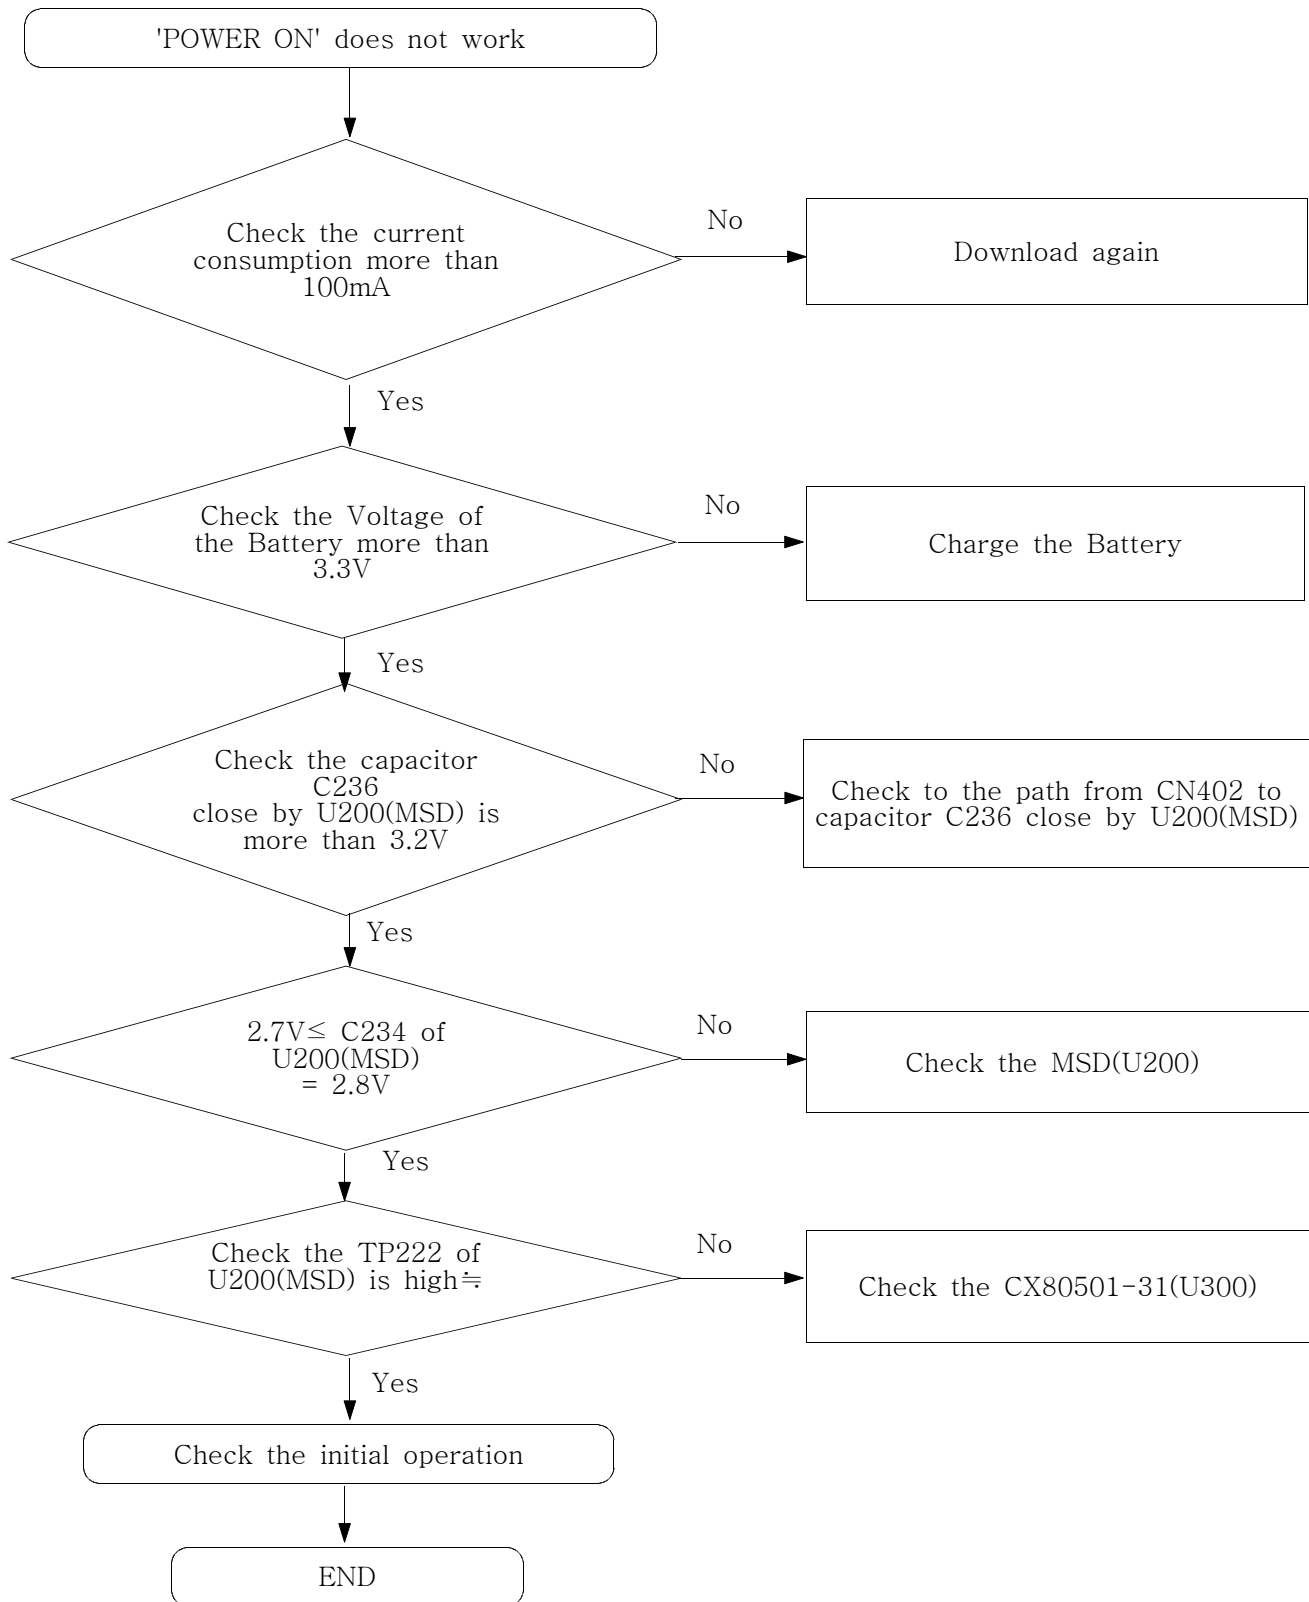 'POWER ON' does not work
Check the current
consumption more than
100mA
No
Download again
Yes
Check the Voltage of
the Battery more than
3.3V
No
Charge the Battery
Yes
Check the capacitor
C236
close by U200(MSD) is
more than 3.2V
No
Check to the path from CN402 to
capacitor C236 close by U200(MSD)
Yes
2.7V≦ C234 of
U200(MSD)
= 2.8V
No
Check the MSD(U200)
Yes
Check the TP222 of
U200(MSD) is high≒
No
Check the CX80501-31(U300)
Yes
Check the initial operation
END